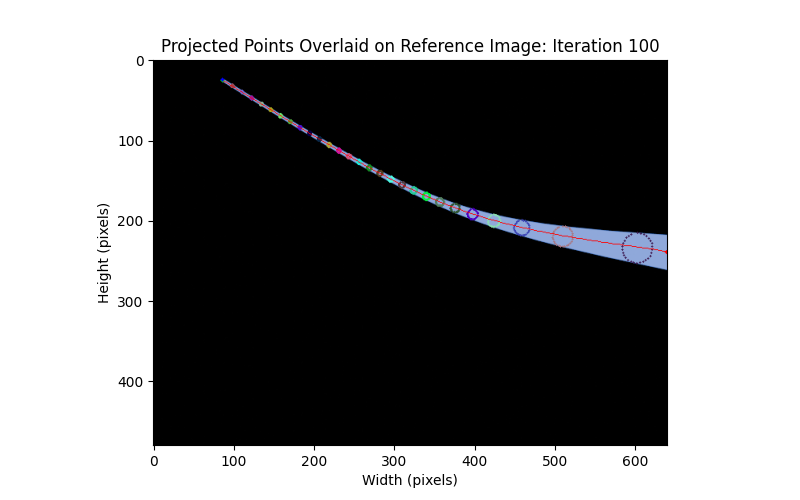 Projected Points Overlaid on Reference Image: Iteration 100
0
100
200
300
400
Height (pixels)
0 100 200 300 400 500 600
Width (pixels)